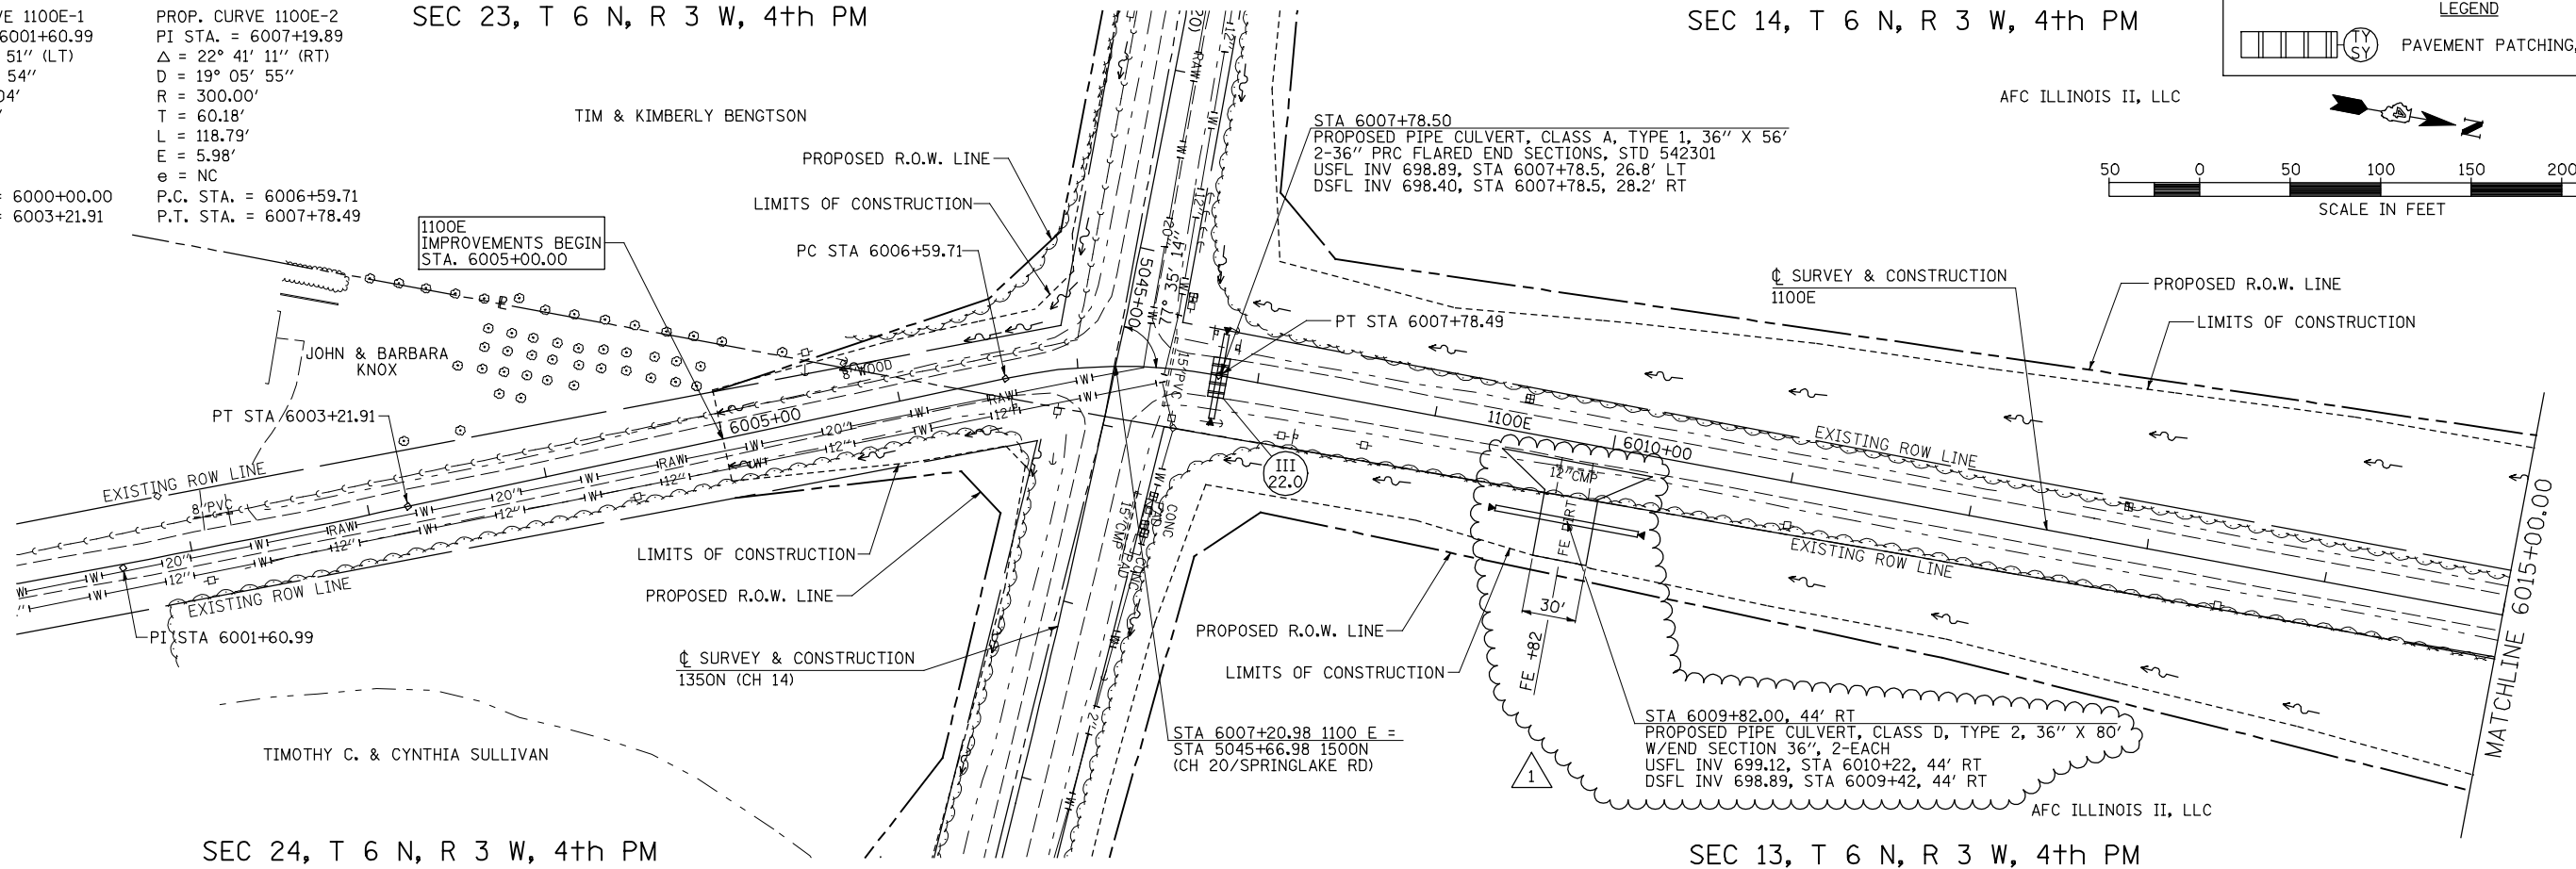 VE 1100E-1
6001+60.99
51" (LT)
54"
04'
= 6000+00.00
= 6003+21.91
PROP. CURVE 1100E-2
PI STA. = 6007+19.89
Δ = 22° 41' 11" (RT)
D = 19° 05' 55"
R = 300.00'
T = 60.18'
L = 118.79'
E = 5.98'
e = NC
P.C. STA. = 6006+59.71
P.T. STA. = 6007+78.49
SEC 23, T 6 N, R 3 W, 4th PM
SEC 14, T 6 N, R 3 W, 4th PM
LEGEND
TY
SY
PAVEMENT PATCHING,
AFC ILLINOIS II, LLC
N
50 0 50 100 150 200
SCALE IN FEET
TIM & KIMBERLY BENGTSON
PROPOSED R.O.W. LINE
LIMITS OF CONSTRUCTION
PC STA 6006+59.71
1100E
IMPROVEMENTS BEGIN
STA. 6005+00.00
STA 6007+78.50
PROPOSED PIPE CULVERT, CLASS A, TYPE 1, 36" X 56'
2-36" PRC FLARED END SECTIONS, STD 542301
USFL INV 698.89, STA 6007+78.5, 26.8' LT
DSFL INV 698.40, STA 6007+78.5, 28.2' RT
PT STA 6007+78.49
℄ SURVEY & CONSTRUCTION
1100E
PROPOSED R.O.W. LINE
LIMITS OF CONSTRUCTION
5045+00
77° 35' 14"
15"PVC
8"WOOD
JOHN & BARBARA
KNOX
PT STA 6003+21.91
6005+00
EXISTING ROW LINE
8"PVC
EXISTING ROW LINE
PI STA 6001+60.99
20" W RAW 12" W
LIMITS OF CONSTRUCTION
PROPOSED R.O.W. LINE
℄ SURVEY & CONSTRUCTION
1350N (CH 14)
TIMOTHY C. & CYNTHIA SULLIVAN
SEC 24, T 6 N, R 3 W, 4th PM
CONC
15"CMP
III
22.0
1100E
6010+00
12"CMP
FE DIRT
30'
FE +82
EXISTING ROW LINE
EXISTING ROW LINE
PROPOSED R.O.W. LINE
LIMITS OF CONSTRUCTION
STA 6007+20.98 1100 E =
STA 5045+66.98 1500N
(CH 20/SPRINGLAKE RD)
1
STA 6009+82.00, 44' RT
PROPOSED PIPE CULVERT, CLASS D, TYPE 2, 36" X 80'
W/END SECTION 36", 2-EACH
USFL INV 699.12, STA 6010+22, 44' RT
DSFL INV 698.89, STA 6009+42, 44' RT
AFC ILLINOIS II, LLC
MATCHLINE 6015+00.00
SEC 13, T 6 N, R 3 W, 4th PM